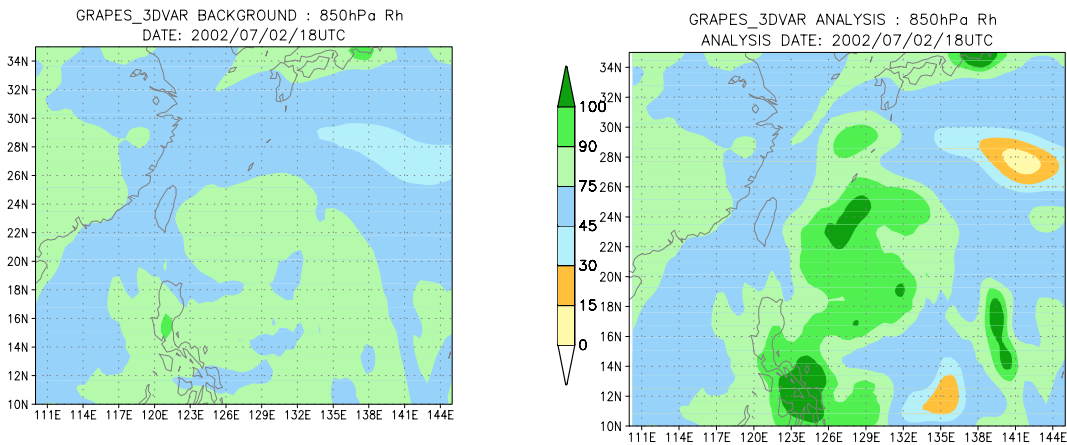 GRAPES_3DVAR BACKGROUND : 850hPa Rh
DATE: 2002/07/02/18UTC
34N
32N
30N
28N
26N
24N
22N
20N
18N
16N
14N
12N
10N
111E 114E 117E 120E 123E 126E 129E 132E 135E 138E 141E 144E
100
90
75
45
30
15
0
GRAPES_3DVAR ANALYSIS : 850hPa Rh
ANALYSIS DATE: 2002/07/02/18UTC
34N
32N
30N
28N
26N
24N
22N
20N
18N
16N
14N
12N
10N
111E 114E 117E 120E 123E 126E 129E 132E 135E 138E 141E 144E